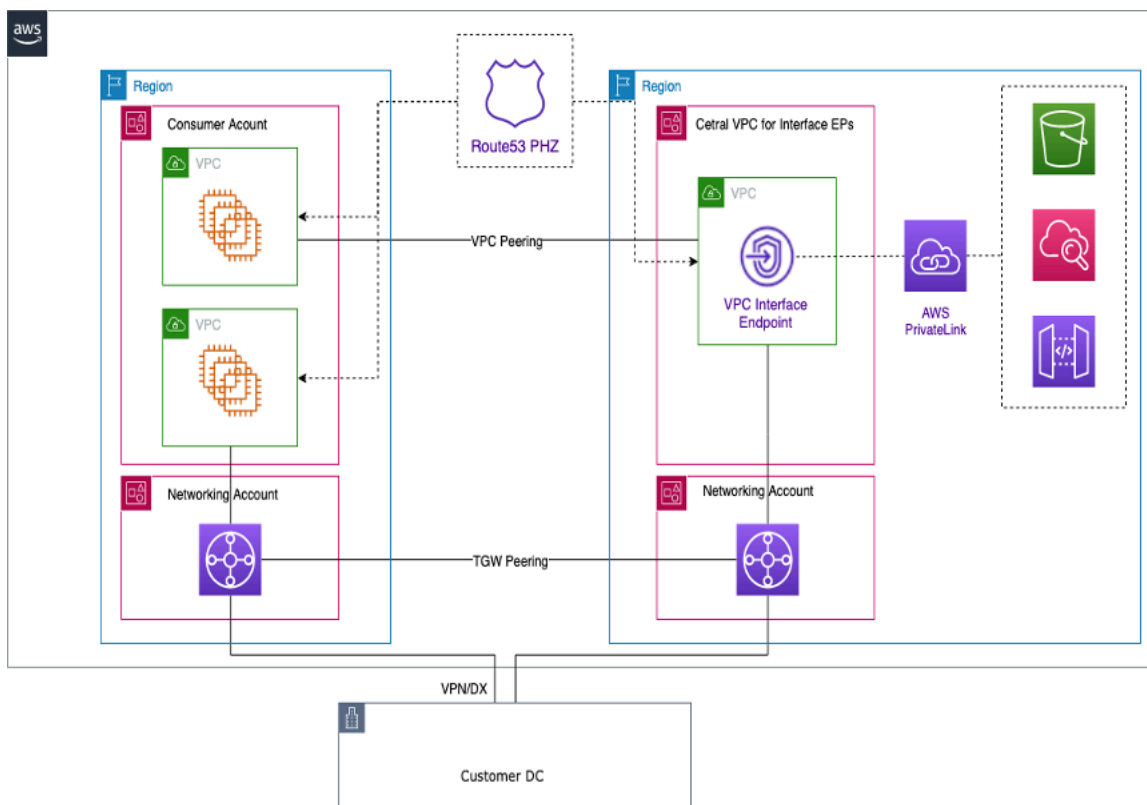 aws
Region
Consumer Acount
VPC
VPC
Networking Account
Route53 PHZ
VPC Peering
TGW Peering
Region
Cetral VPC for Interface EPs
VPC
VPC Interface
Endpoint
AWS
PrivateLink
Networking Account
VPN/DX
Customer DC